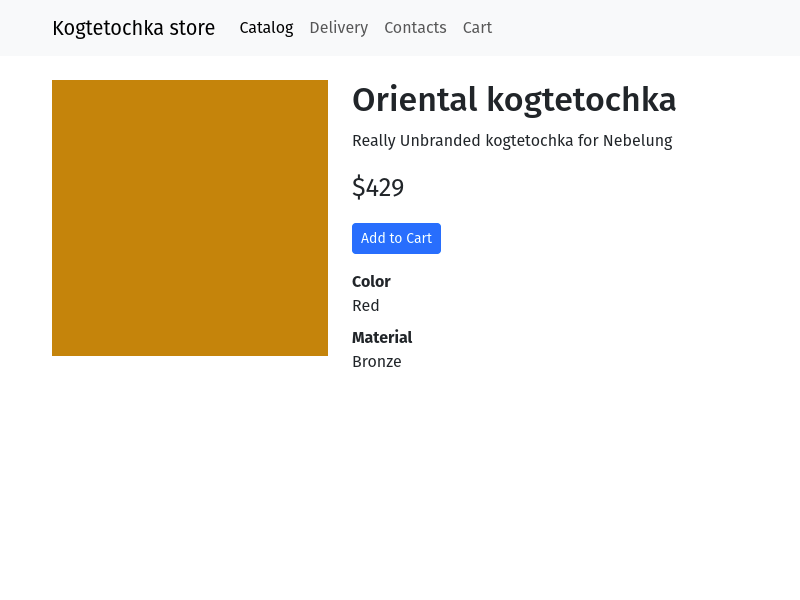 Kogtetochka store Catalog Delivery Contacts Cart
Oriental kogtetochka
Really Unbranded kogtetochka for Nebelung
$429
Add to Cart
Color
Red
Material
Bronze